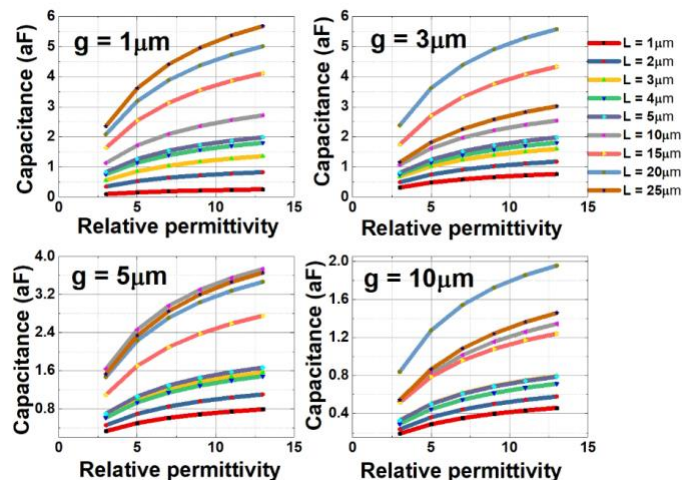 g = 1μm
Capacitance (aF)
6
5
4
3
2
1
0
0 5 10 15
Relative permittivity
g = 3μm
Capacitance (aF)
6
5
4
3
2
1
0
0 5 10 15
Relative permittivity
L = 1μm
L = 2μm
L = 3μm
L = 4μm
L = 5μm
L = 10μm
L = 15μm
L = 20μm
L = 25μm
g = 5μm
Capacitance (aF)
4.0
3.2
2.4
1.6
0.8
0 5 10 15
Relative permittivity
g = 10μm
Capacitance (aF)
2.0
1.6
1.2
0.8
0.4
0 5 10 15
Relative permittivity